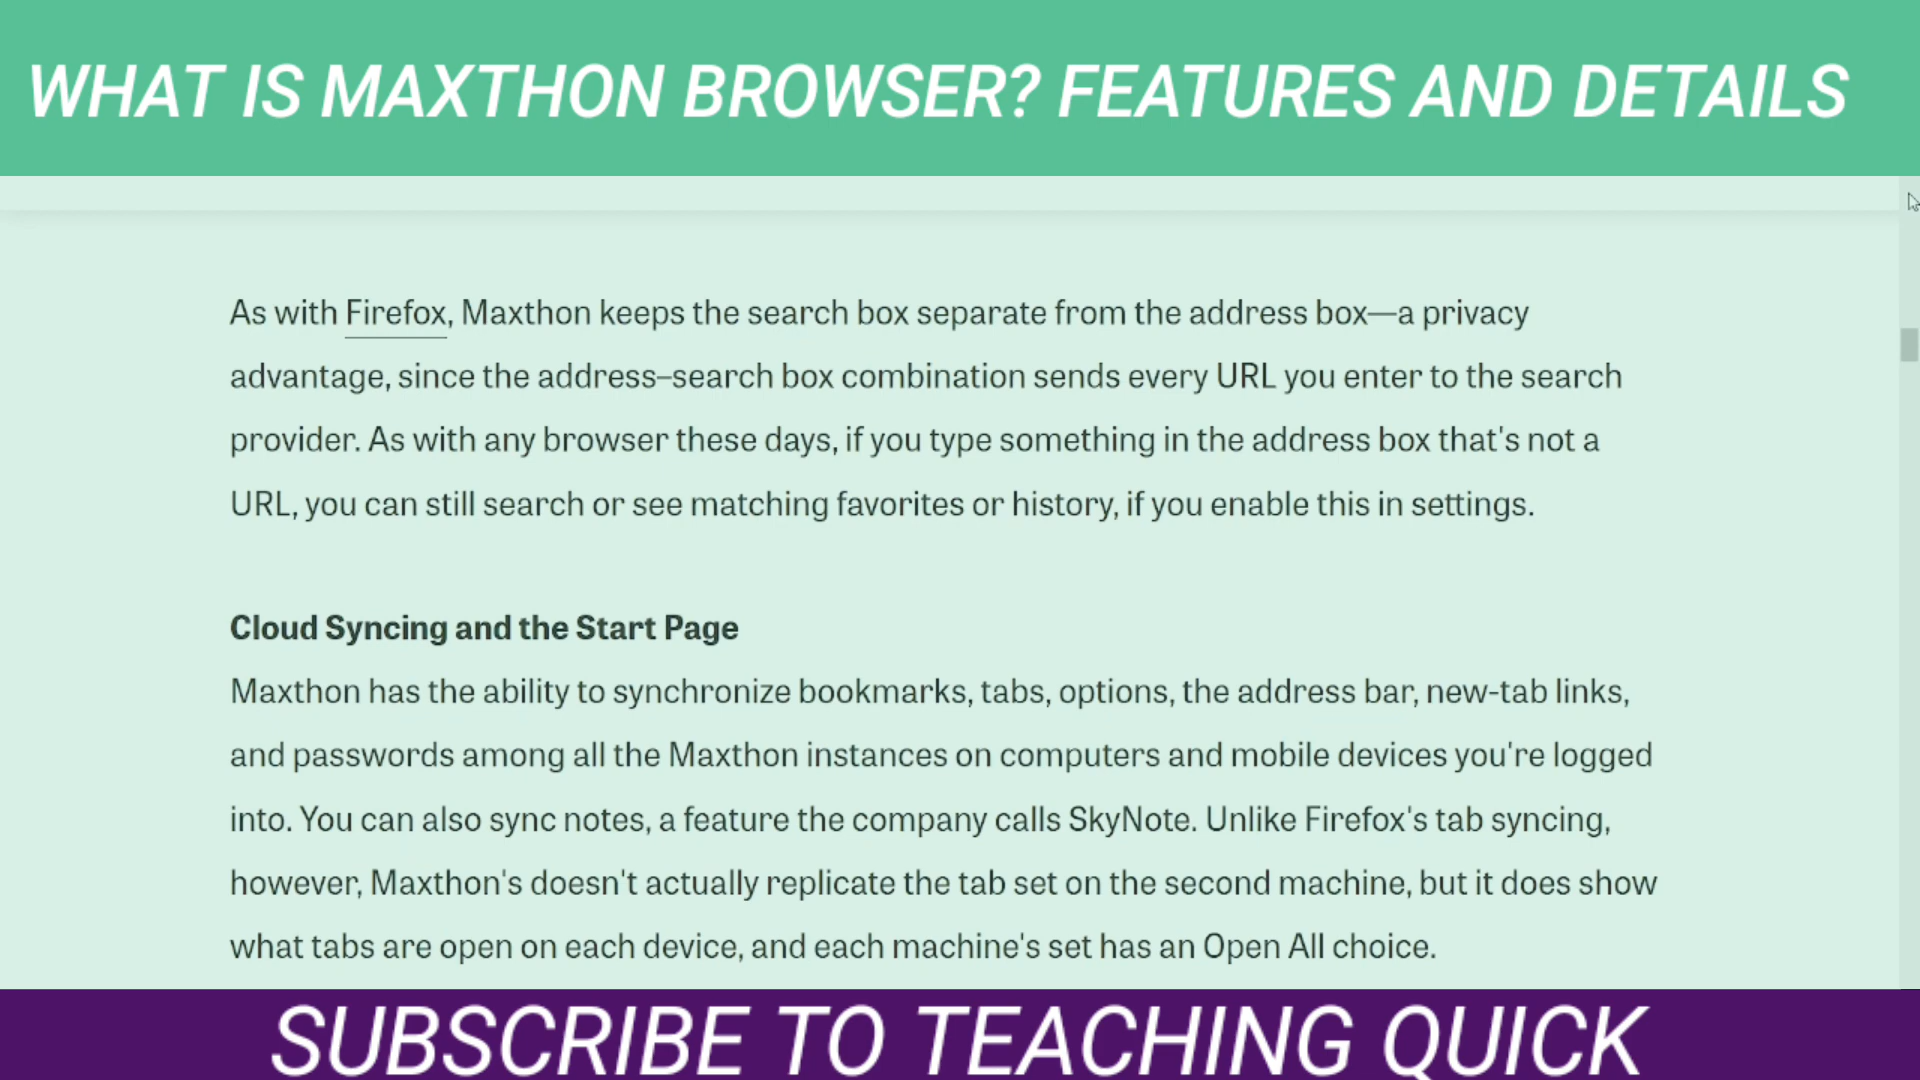 WHAT IS MAXTHON BROWSER? FEATURES AND DETAILS
As with Firefox, Maxthon keeps the search box separate from the address box—a privacy
advantage, since the address–search box combination sends every URL you enter to the search
provider. As with any browser these days, if you type something in the address box that's not a
URL, you can still search or see matching favorites or history, if you enable this in settings.
Cloud Syncing and the Start Page
Maxthon has the ability to synchronize bookmarks, tabs, options, the address bar, new-tab links,
and passwords among all the Maxthon instances on computers and mobile devices you're logged
into. You can also sync notes, a feature the company calls SkyNote. Unlike Firefox's tab syncing,
however, Maxthon's doesn't actually replicate the tab set on the second machine, but it does show
what tabs are open on each device, and each machine's set has an Open All choice.
SUBSCRIBE TO TEACHING QUICK